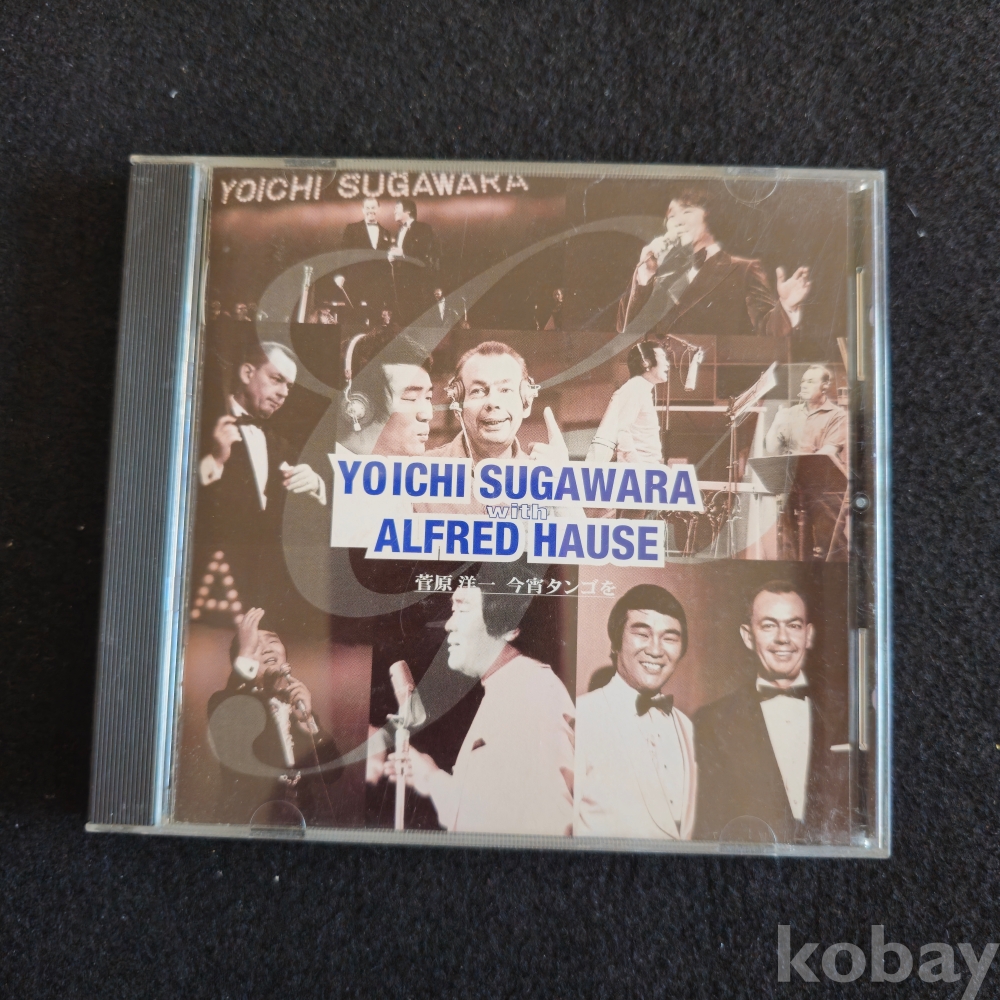 YOICHI SUGAWARA
YOICHI SUGAWARA
with
ALFRED HAUSE
菅原 洋一 今宵タンゴを
kobay